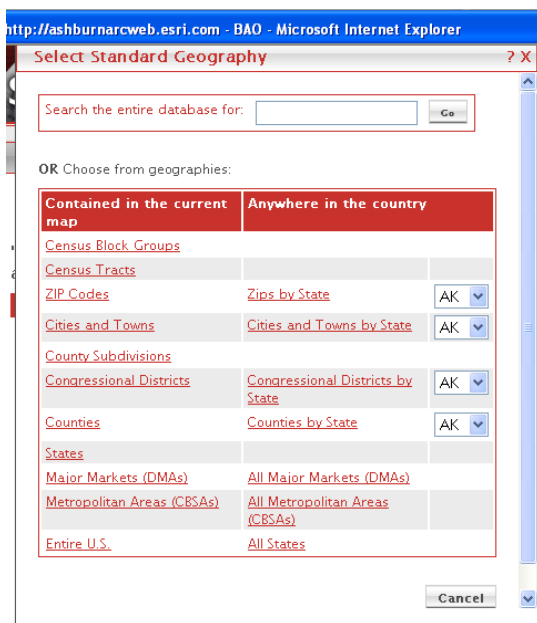 http://ashburnarcweb.esri.com - BAO - Microsoft Internet Explorer
Select Standard Geography ? X
Search the entire database for: Go
OR Choose from geographies:
Contained in the current map Anywhere in the country
Census Block Groups
Census Tracts
ZIP Codes Zips by State AK
Cities and Towns Cities and Towns by State AK
County Subdivisions
Congressional Districts Congressional Districts by State AK
Counties Counties by State AK
States
Major Markets (DMAs) All Major Markets (DMAs)
Metropolitan Areas (CBSAs) All Metropolitan Areas (CBSAs)
Entire U.S. All States
Cancel